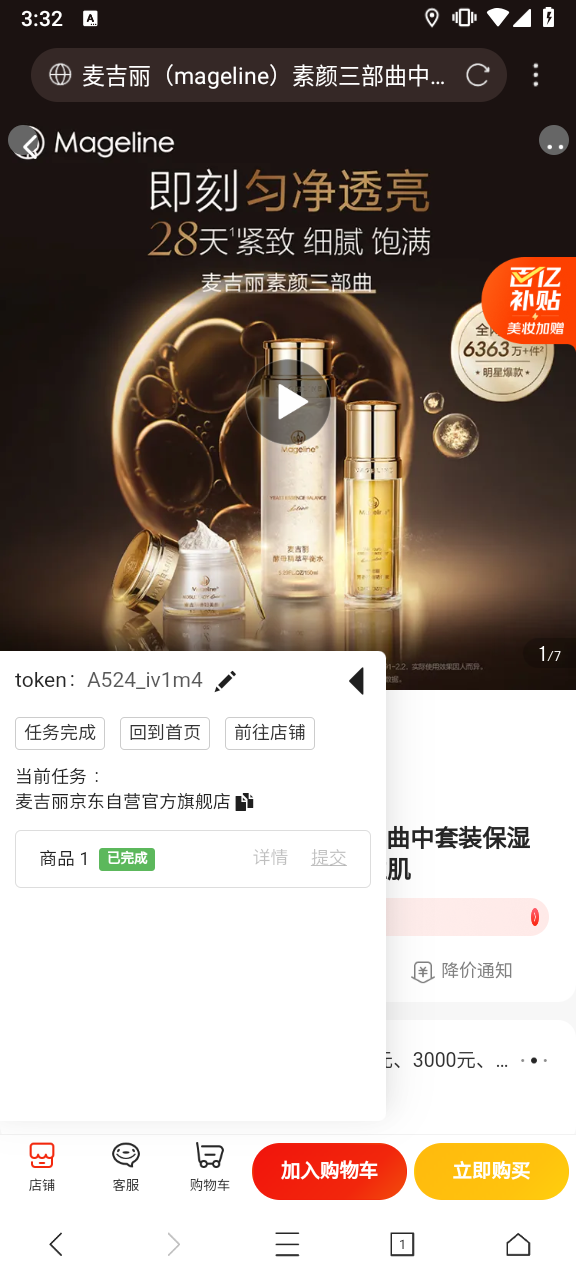 3:32
A
麦吉丽（mageline）素颜三部曲中...
Mageline
即刻匀净透亮
28天¹紧致 细腻 饱满
麦吉丽素颜三部曲
百亿
补贴
美妆加赠
6363万+件²
明星爆款
Mageline
麦吉丽
1/7
token： A524_iv1m4
任务完成
回到首页
前往店铺
当前任务：
麦吉丽京东自营官方旗舰店
商品 1
已完成
详情
提交
曲中套装保湿
肌
降价通知
元、3000元、...
店铺
客服
购物车
加入购物车
立即购买
1